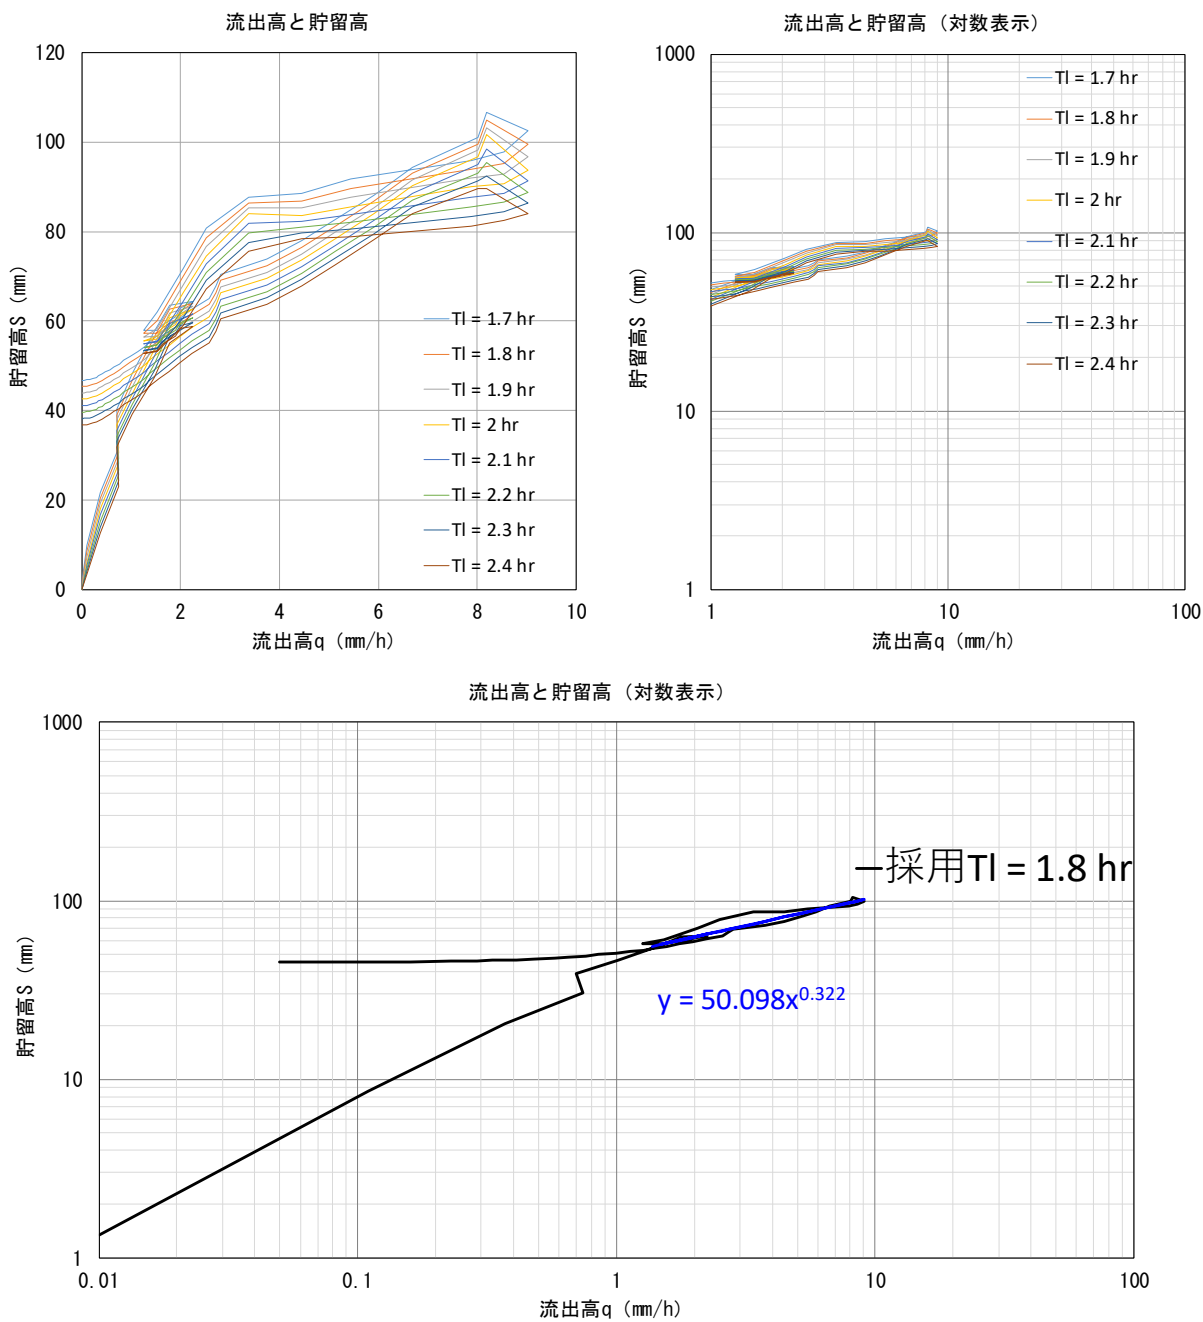 流出高と貯留高
120
100
80
60
40
20
0
貯留高S (mm)
0 2 4 6 8 10
流出高q (mm/h)
Tl = 1.7 hr
Tl = 1.8 hr
Tl = 1.9 hr
Tl = 2 hr
Tl = 2.1 hr
Tl = 2.2 hr
Tl = 2.3 hr
Tl = 2.4 hr
流出高と貯留高 (対数表示)
1000
100
10
1
貯留高S (mm)
1 10 100
流出高q (mm/h)
Tl = 1.7 hr
Tl = 1.8 hr
Tl = 1.9 hr
Tl = 2 hr
Tl = 2.1 hr
Tl = 2.2 hr
Tl = 2.3 hr
Tl = 2.4 hr
流出高と貯留高 (対数表示)
1000
100
10
1
貯留高S (mm)
0.01 0.1 1 10 100
流出高q (mm/h)
採用Tl = 1.8 hr
y = 50.098x^0.322